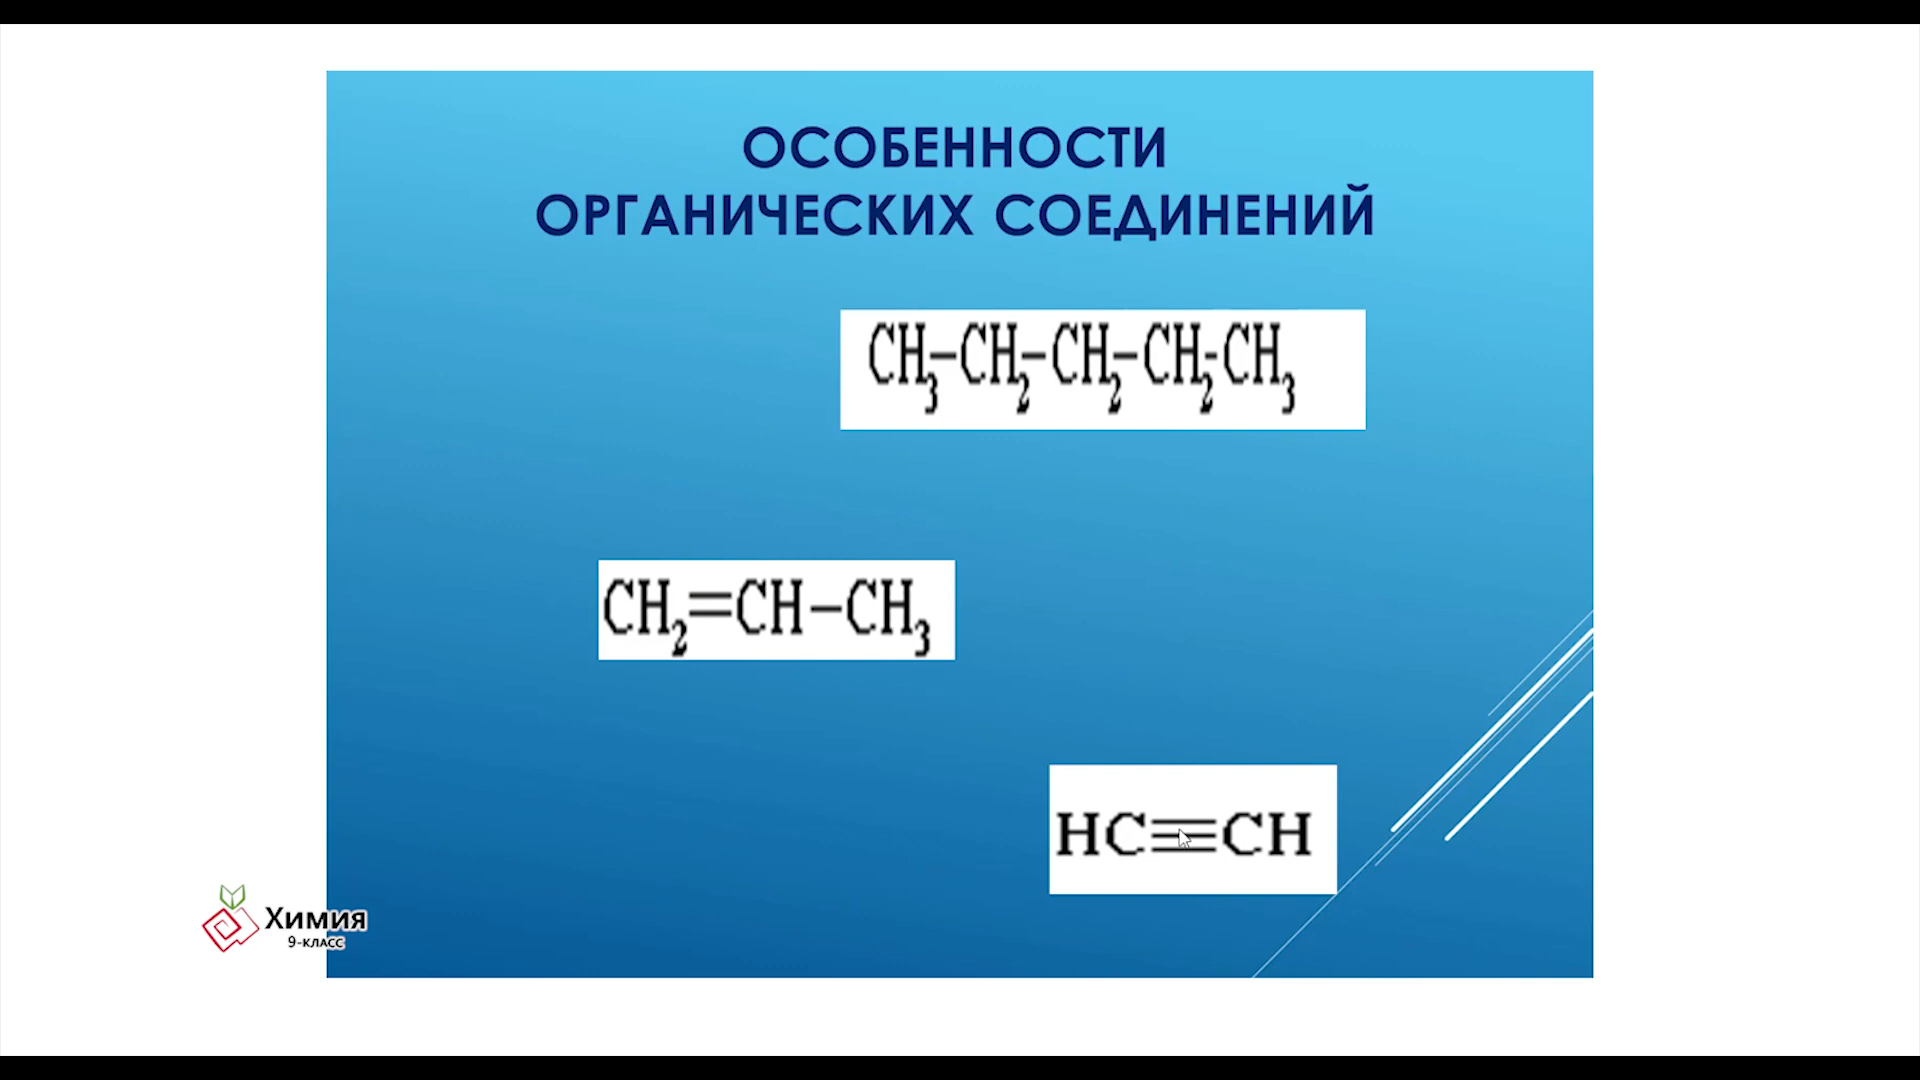 ОСОБЕННОСТИ
ОРГАНИЧЕСКИХ СОЕДИНЕНИЙ
CH₃–CH₂–CH₂–CH₂-CH₃
CH₂=CH–CH₃
HC≡CH
Химия
9-класс